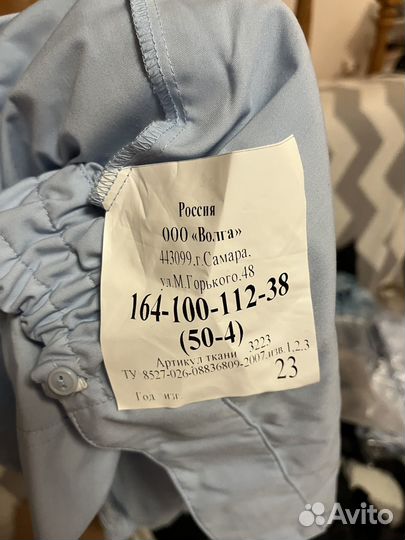 Россия
ООО «Волга»
443099.г.Самара.
ул.М.Горького.48
164-100-112-38
(50-4)
Артикул ткани 3223
ТУ 8527-026-08836809-2007.изв.1.2.3
Год изг 23
Avito